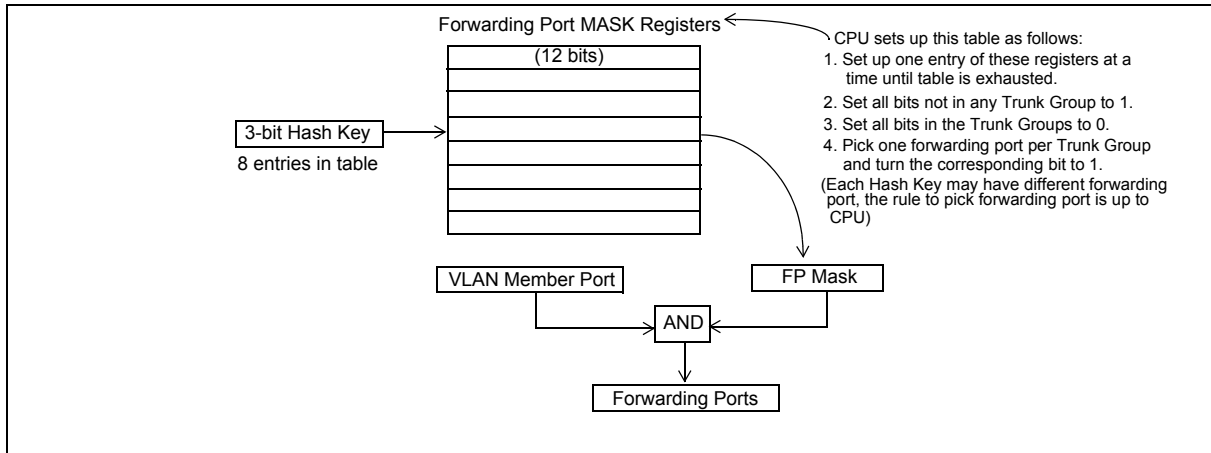 Forwarding Port MASK Registers
(12 bits)
3-bit Hash Key
8 entries in table
CPU sets up this table as follows:
1. Set up one entry of these registers at a
time until table is exhausted.
2. Set all bits not in any Trunk Group to 1.
3. Set all bits in the Trunk Groups to 0.
4. Pick one forwarding port per Trunk Group
and turn the corresponding bit to 1.
(Each Hash Key may have different forwarding
port, the rule to pick forwarding port is up to
CPU)
VLAN Member Port
FP Mask
AND
Forwarding Ports